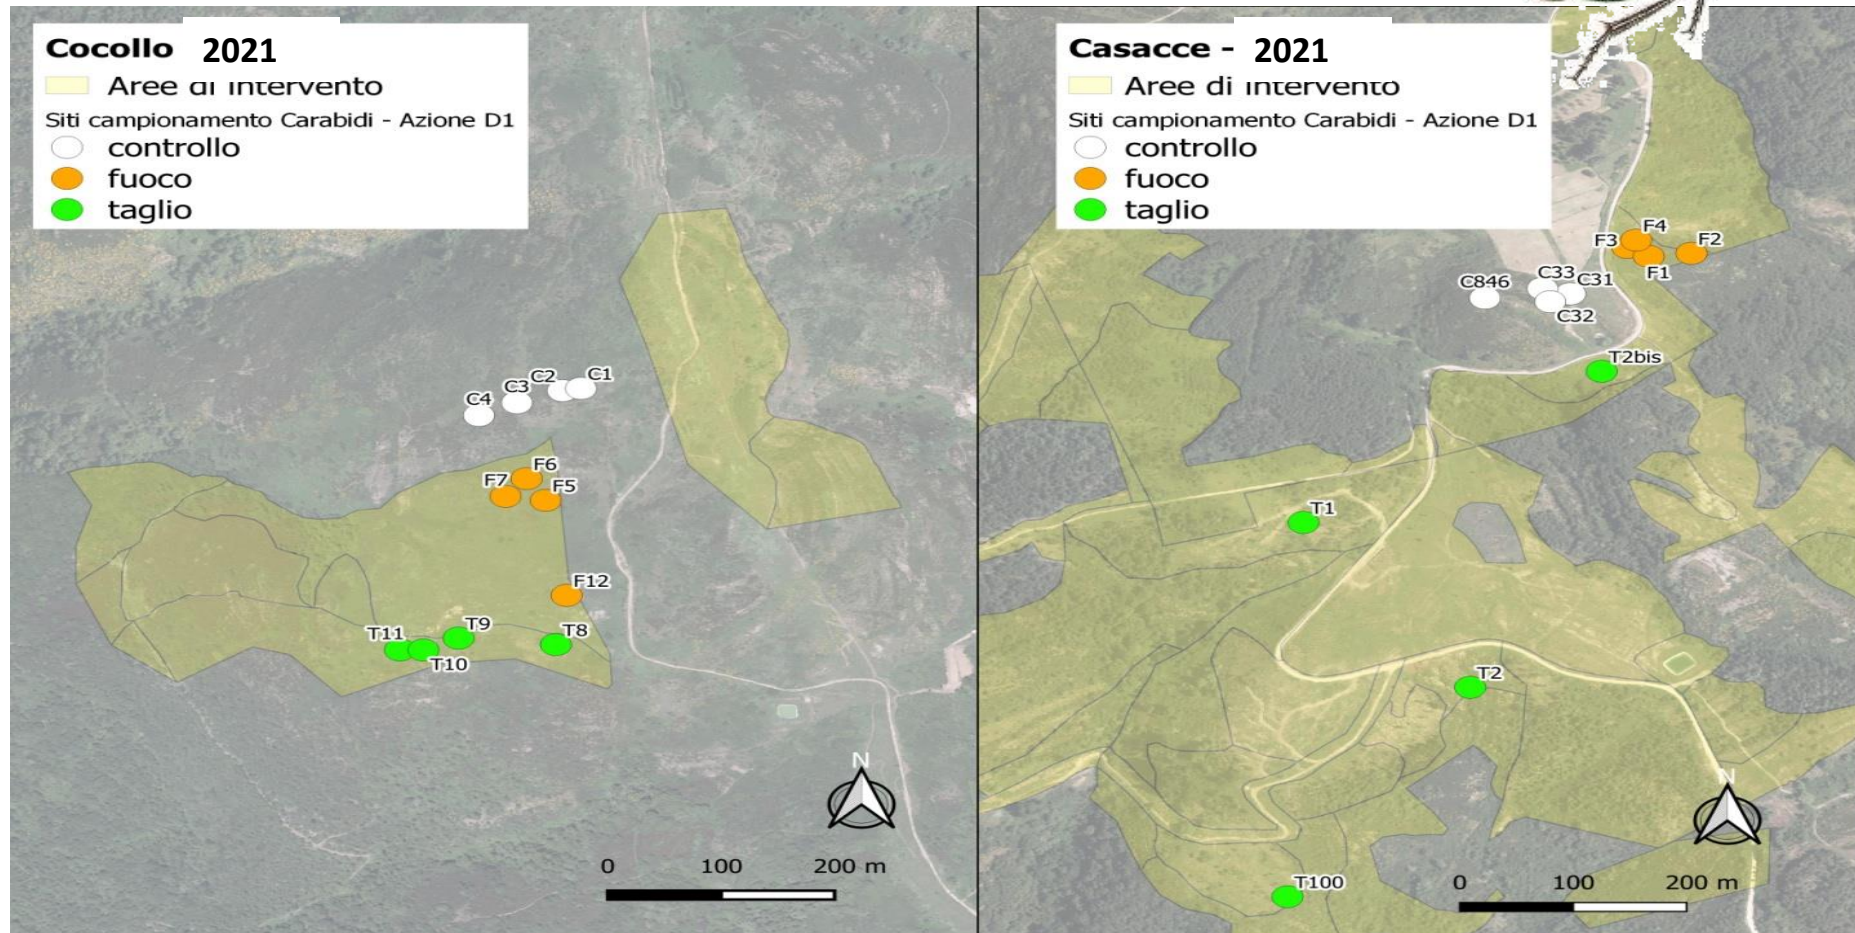 Cocollo 2021
Aree di intervento
Siti campionamento Carabidi - Azione D1
controllo
fuoco
taglio
C1
C2
C3
C4
F6
F7
F5
F12
T9
T8
T11
T10
N
0 100 200 m
Casacce - 2021
Aree di intervento
Siti campionamento Carabidi - Azione D1
controllo
fuoco
taglio
F4
F3
F2
F1
C33
C31
C846
C32
T2bis
T1
T2
N
T100
0 100 200 m